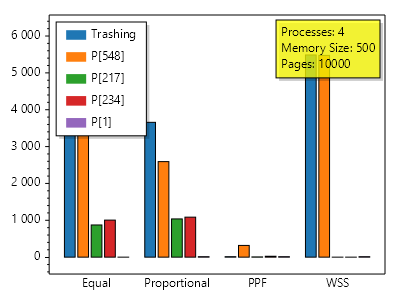 6 000
5 000
4 000
3 000
2 000
1 000
0
Trashing
P[548]
P[217]
P[234]
P[1]
Processes: 4
Memory Size: 500
Pages: 10000
Equal
Proportional
PPF
WSS